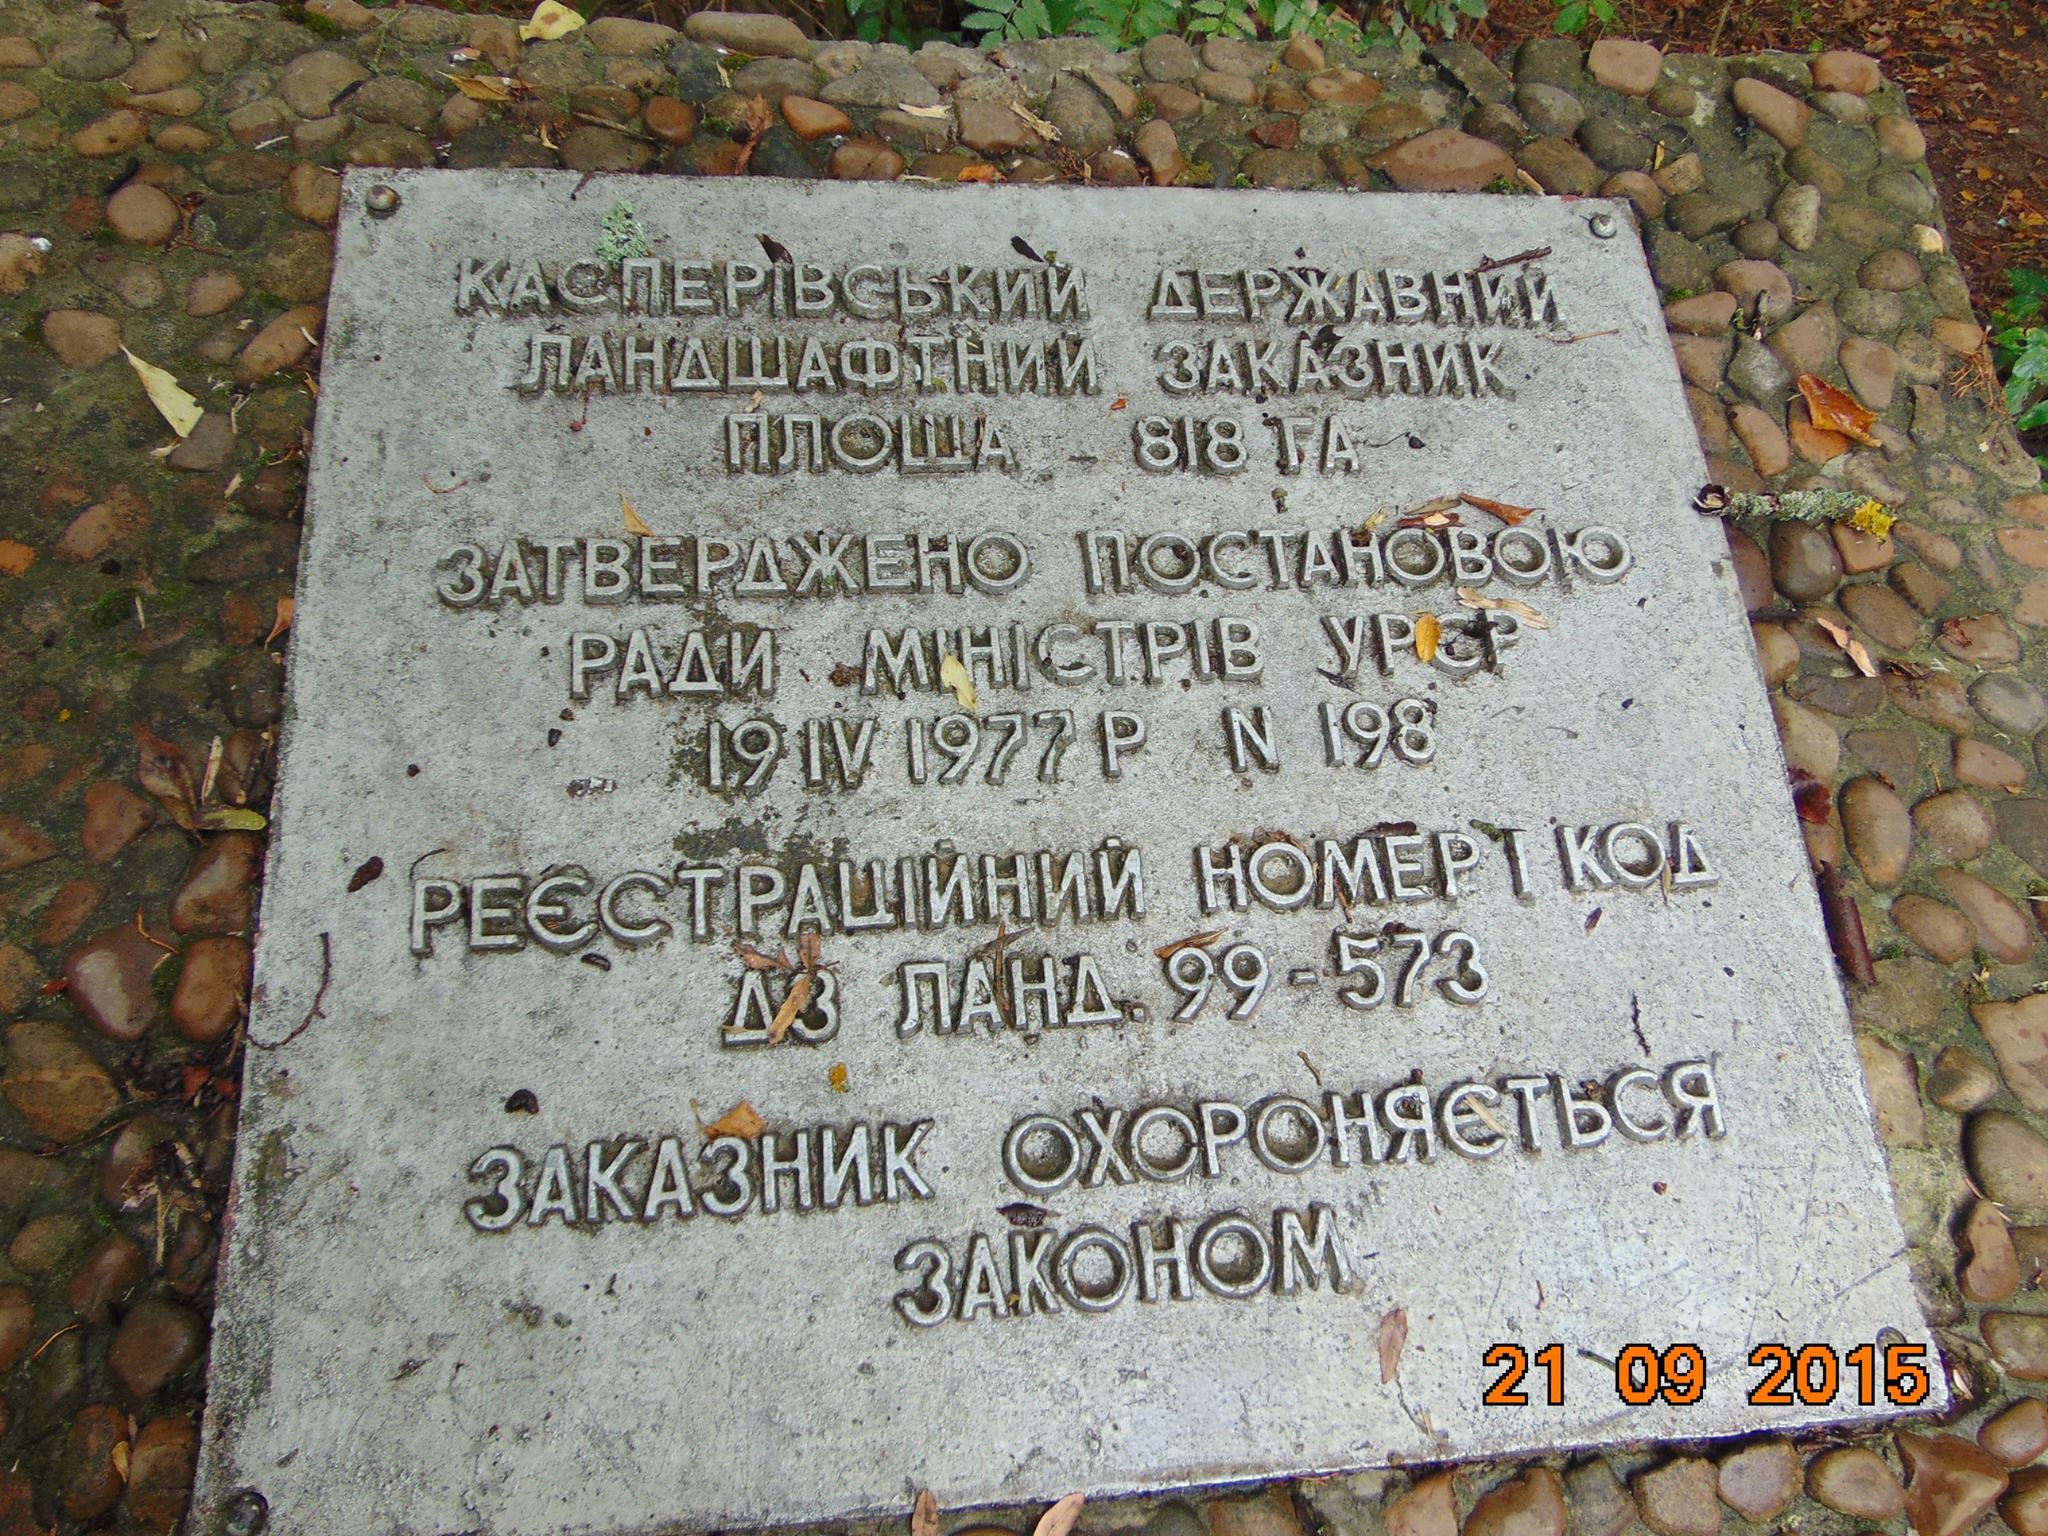 КАСПЕРІВСЬКИЙ ДЕРЖАВНИЙ
ЛАНДШАФТНИЙ ЗАКАЗНИК
ПЛОЩА - 818 ГА
ЗАТВЕРДЖЕНО ПОСТАНОВОЮ
РАДИ МІНІСТРІВ УРСР
19 IV 1977 Р N 198
РЕЄСТРАЦІЙНИЙ НОМЕР І КОД
ДЗ ЛАНД. 99-573
ЗАКАЗНИК ОХОРОНЯЄТЬСЯ
ЗАКОНОМ
21 09 2015